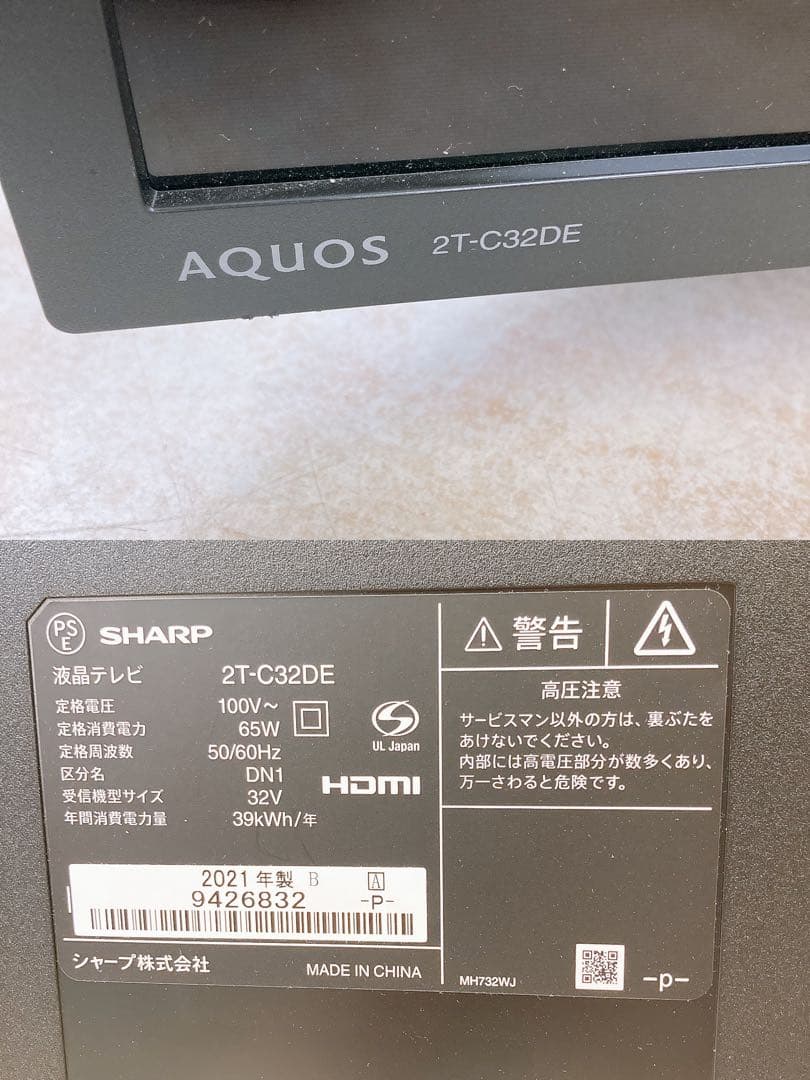 AQUOS 2T-C32DE
PS
E
SHARP
液晶テレビ 2T-C32DE
定格電圧 100V～
定格消費電力 65W
定格周波数 50/60Hz
区分名 DN1
受信機型サイズ 32V
年間消費電力量 39kWh/年
S
UL Japan
HDMI
2021年製 B A
9426832 -P-
シャープ株式会社 MADE IN CHINA
警告
高圧注意
サービスマン以外の方は、裏ぶたを
あけないでください。
内部には高電圧部分が数多くあり、
万一さわると危険です。
MH732WJ -p-